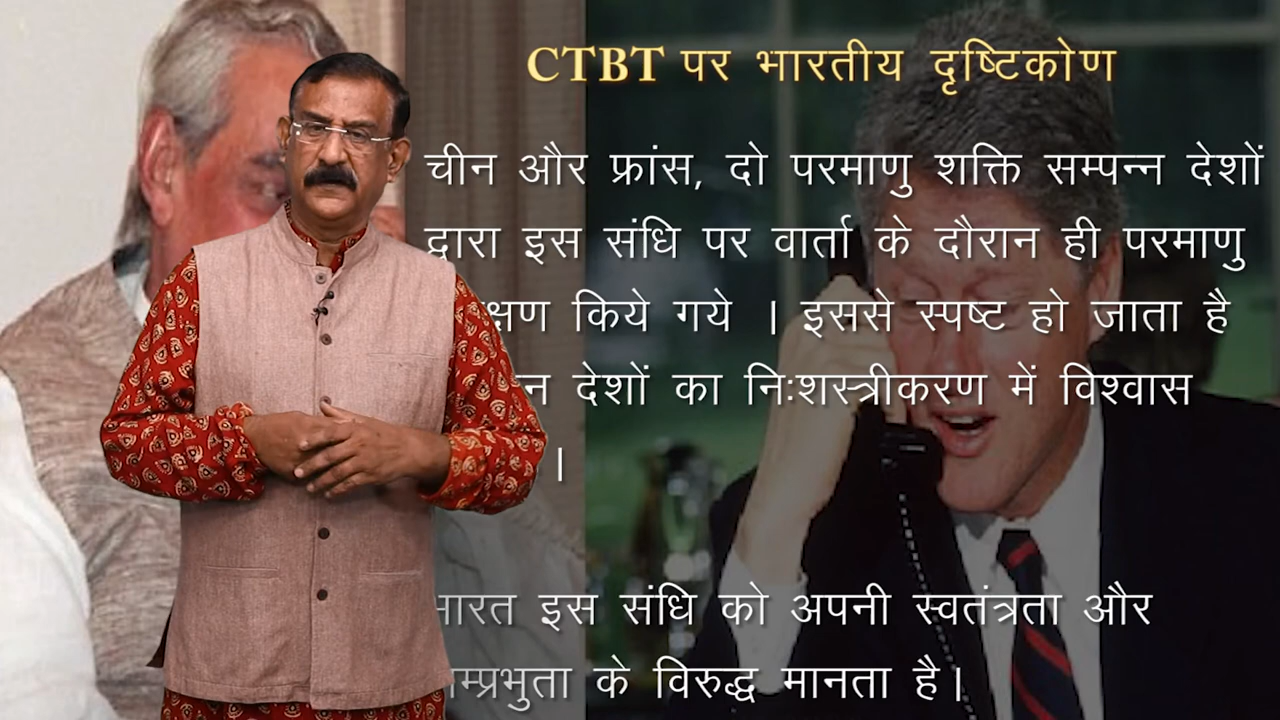 CTBT पर भारतीय दृष्टिकोण
चीन और फ्रांस, दो परमाणु शक्ति सम्पन्न देशों
द्वारा इस संधि पर वार्ता के दौरान ही परमाणु
किये गये । इससे स्पष्ट हो जाता है
देशों का निःशस्त्रीकरण में विश्वास
।
इस संधि को अपनी स्वतंत्रता और
के विरुद्ध मानता है।